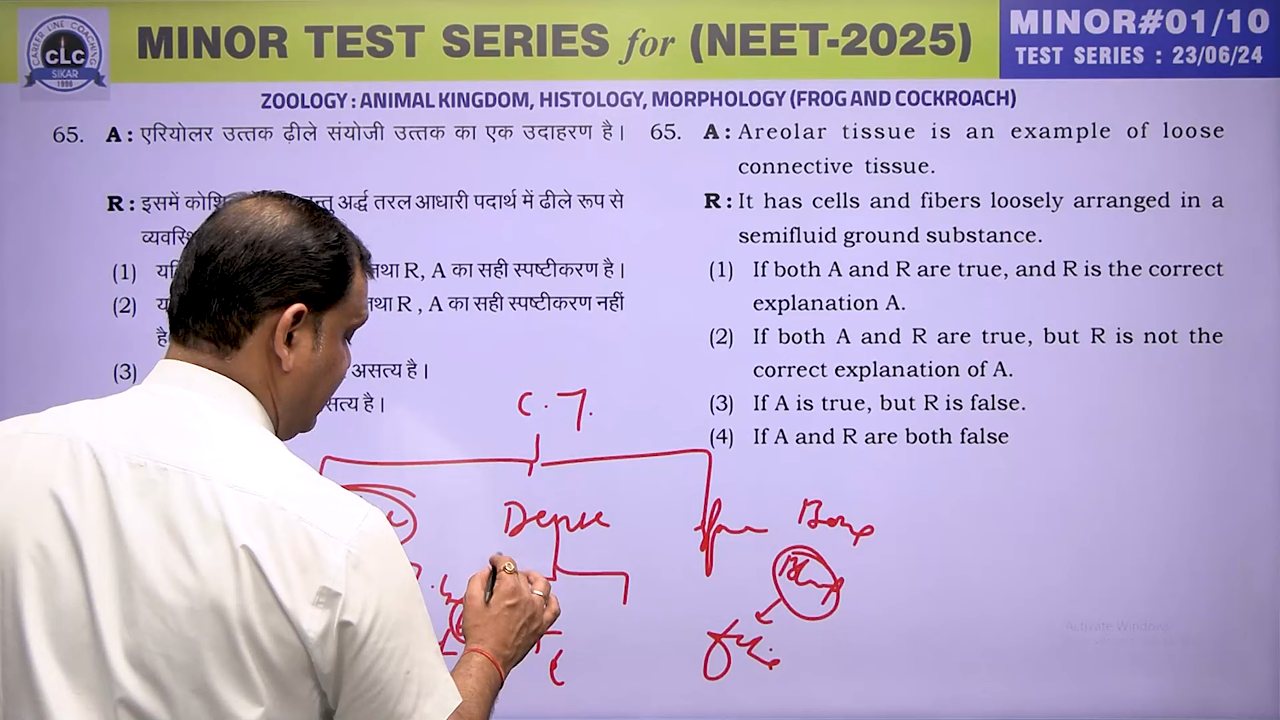 CAREER LINE COACHING
CLC
SIKAR
1996
MINOR TEST SERIES for (NEET-2025)
MINOR#01/10
TEST SERIES : 23/06/24
ZOOLOGY : ANIMAL KINGDOM, HISTOLOGY, MORPHOLOGY (FROG AND COCKROACH)
65. A : एरियोलर उत्तक ढ़ीले संयोजी उत्तक का एक उदाहरण है।
R : इसमें अर्द्ध तरल आधारी पदार्थ में ढीले रूप से
(1) तथा R, A का सही स्पष्टीकरण है।
(2) तथा R , A का सही स्पष्टीकरण नहीं
(3) असत्य है।
है।
65. A : Areolar tissue is an example of loose
connective tissue.
R : It has cells and fibers loosely arranged in a
semifluid ground substance.
(1) If both A and R are true, and R is the correct
explanation A.
(2) If both A and R are true, but R is not the
correct explanation of A.
(3) If A is true, but R is false.
(4) If A and R are both false
C.T.
Dense
Activate Windows